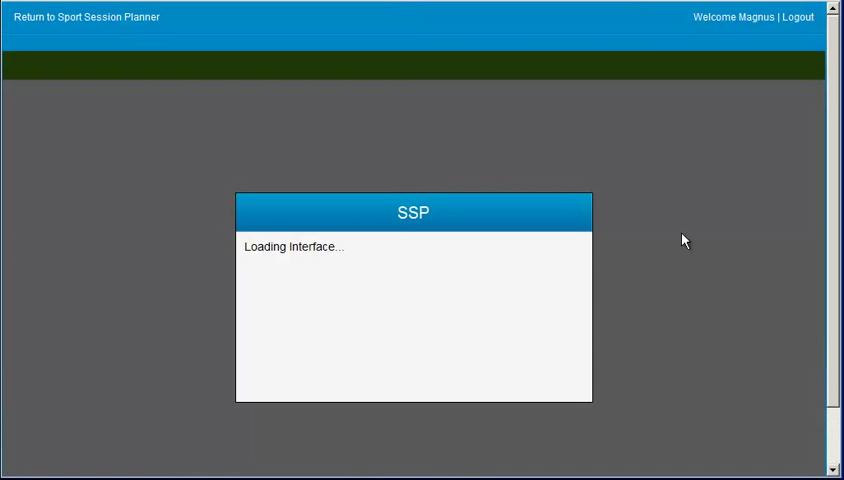 Return to Sport Session Planner
Welcome Magnus | Logout
SSP
Loading Interface...